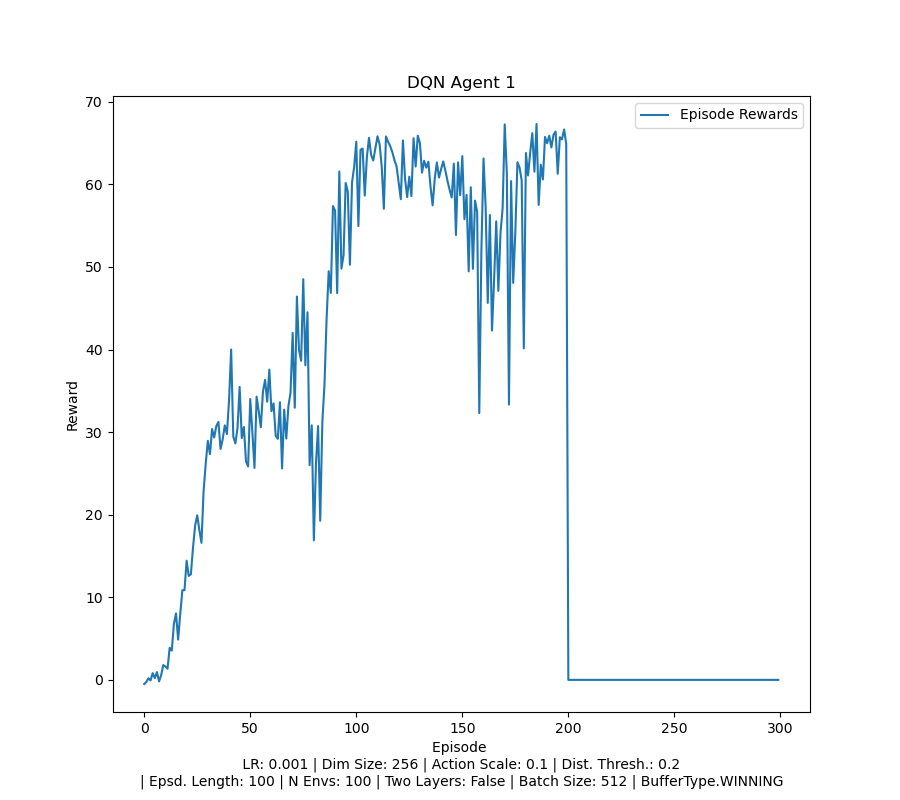 DQN Agent 1
Episode Rewards
70
60
50
40
30
20
10
0
Reward
0 50 100 150 200 250 300
Episode
LR: 0.001 | Dim Size: 256 | Action Scale: 0.1 | Dist. Thresh.: 0.2
| Epsd. Length: 100 | N Envs: 100 | Two Layers: False | Batch Size: 512 | BufferType.WINNING